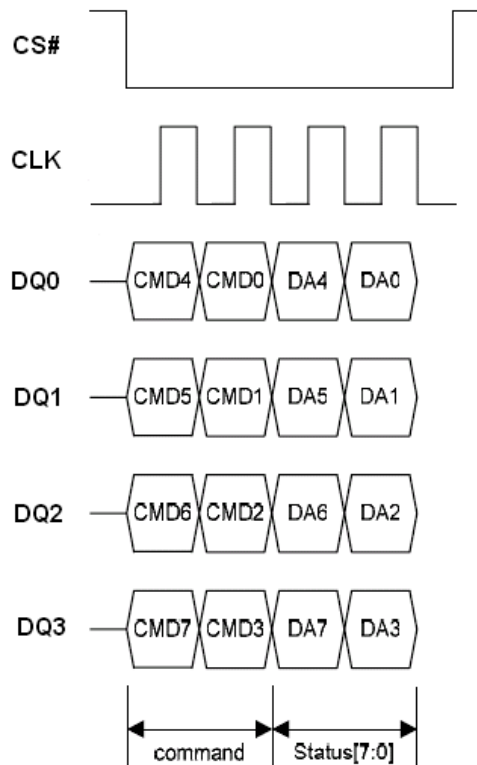 CS#
CLK
DQ0 CMD4 CMD0 DA4 DA0
DQ1 CMD5 CMD1 DA5 DA1
DQ2 CMD6 CMD2 DA6 DA2
DQ3 CMD7 CMD3 DA7 DA3
command Status[7:0]